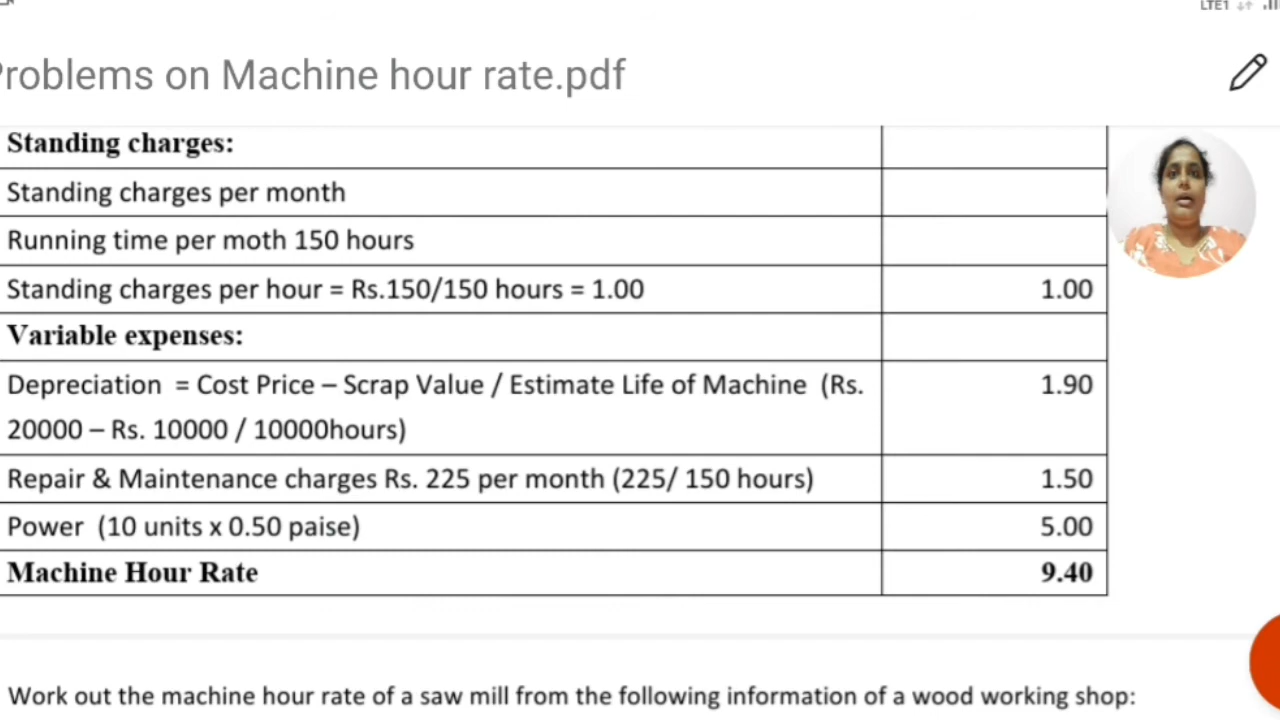 LTE1
Problems on Machine hour rate.pdf
Standing charges:
Standing charges per month
Running time per moth 150 hours
Standing charges per hour = Rs.150/150 hours = 1.00 1.00
Variable expenses:
Depreciation = Cost Price – Scrap Value / Estimate Life of Machine (Rs. 1.90
20000 – Rs. 10000 / 10000hours)
Repair & Maintenance charges Rs. 225 per month (225/ 150 hours) 1.50
Power (10 units x 0.50 paise) 5.00
Machine Hour Rate 9.40
Work out the machine hour rate of a saw mill from the following information of a wood working shop: